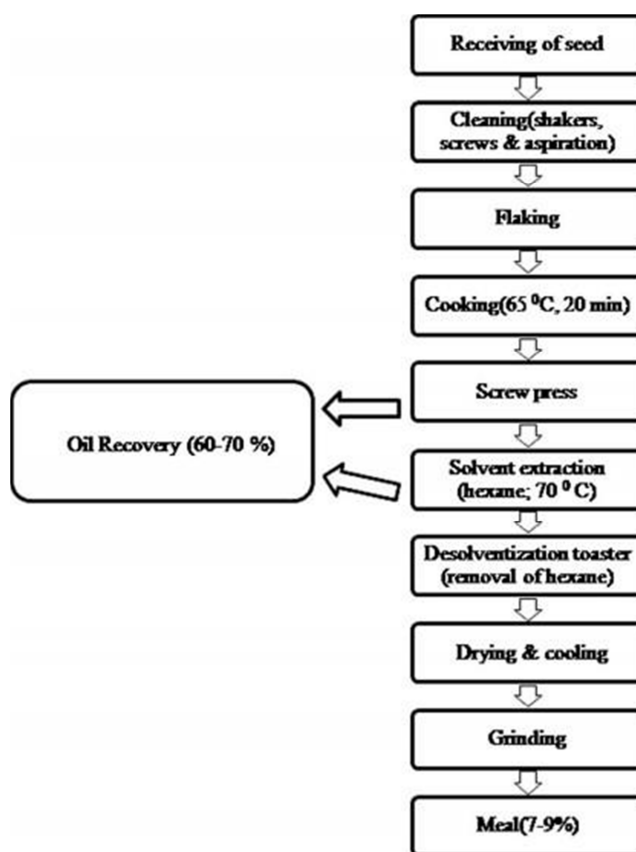 Receiving of seed
Cleaning(shakers,
screws & aspiration)
Flaking
Cooking(65 ⁰C, 20 min)
Screw press
Oil Recovery (60-70 %)
Solvent extraction
(hexane; 70 ⁰ C)
Desolventization toaster
(removal of hexane)
Drying & cooling
Grinding
Meal(7-9%)